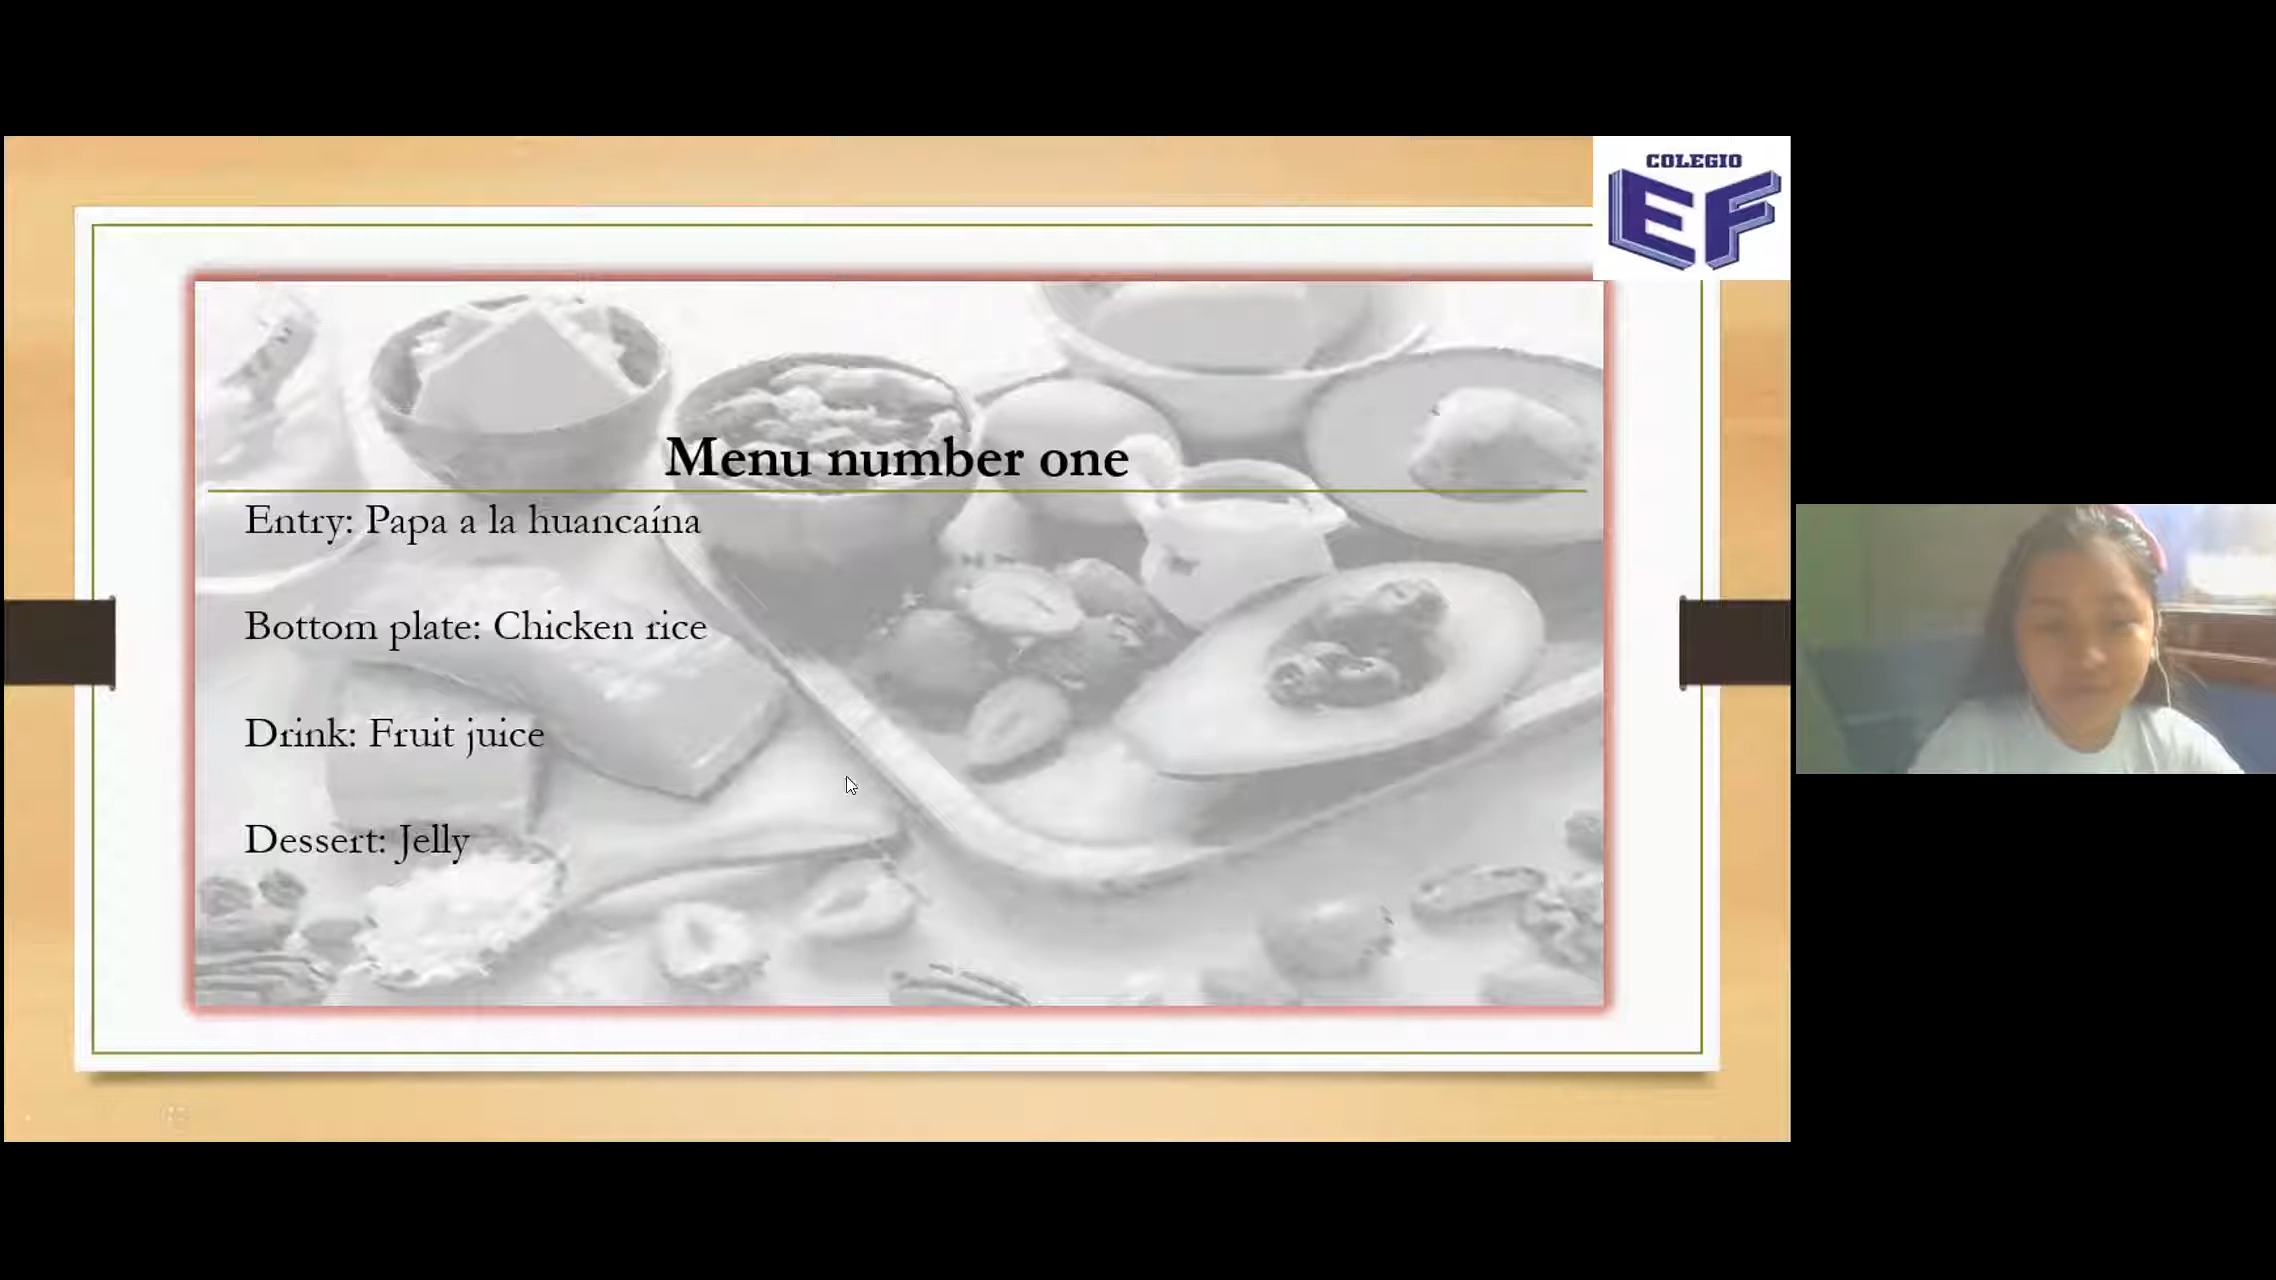 COLEGIO
EF
Menu number one
Entry: Papa a la huancaína
Bottom plate: Chicken rice
Drink: Fruit juice
Dessert: Jelly